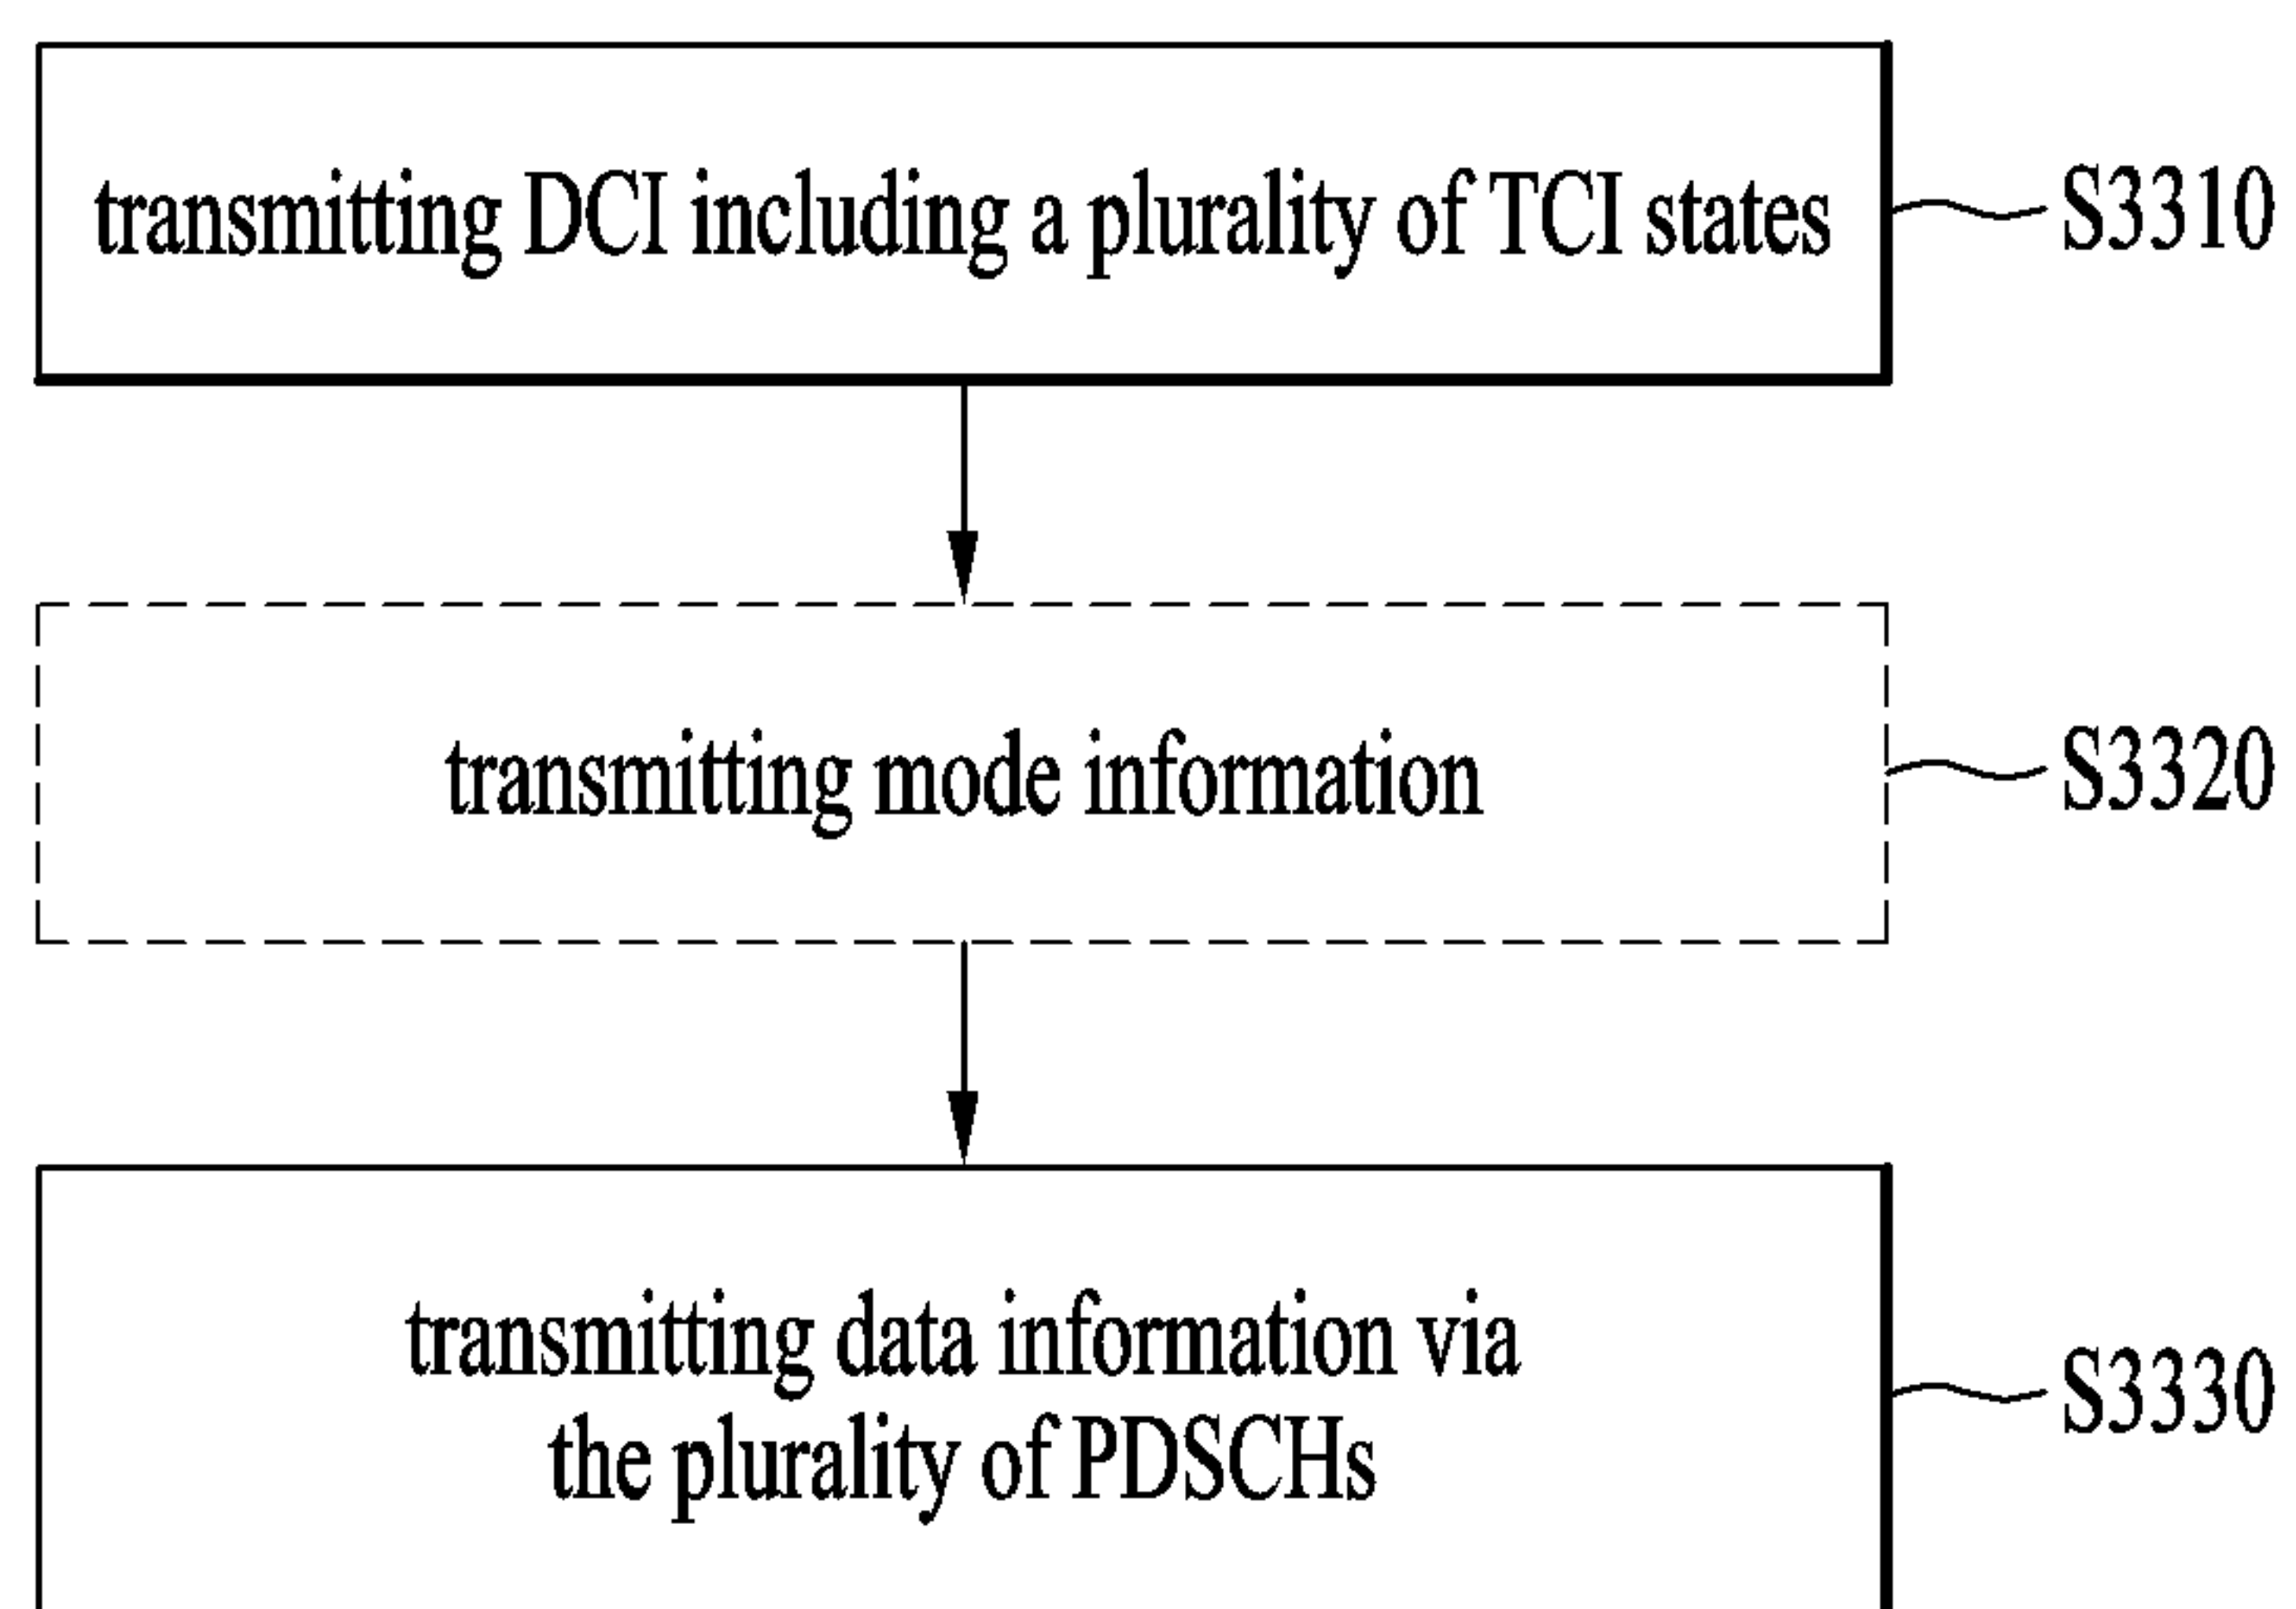 transmitting DCI including a plurality of TCI states
S3310
transmitting mode information
S3320
transmitting data information via
the plurality of PDSCHs
S3330